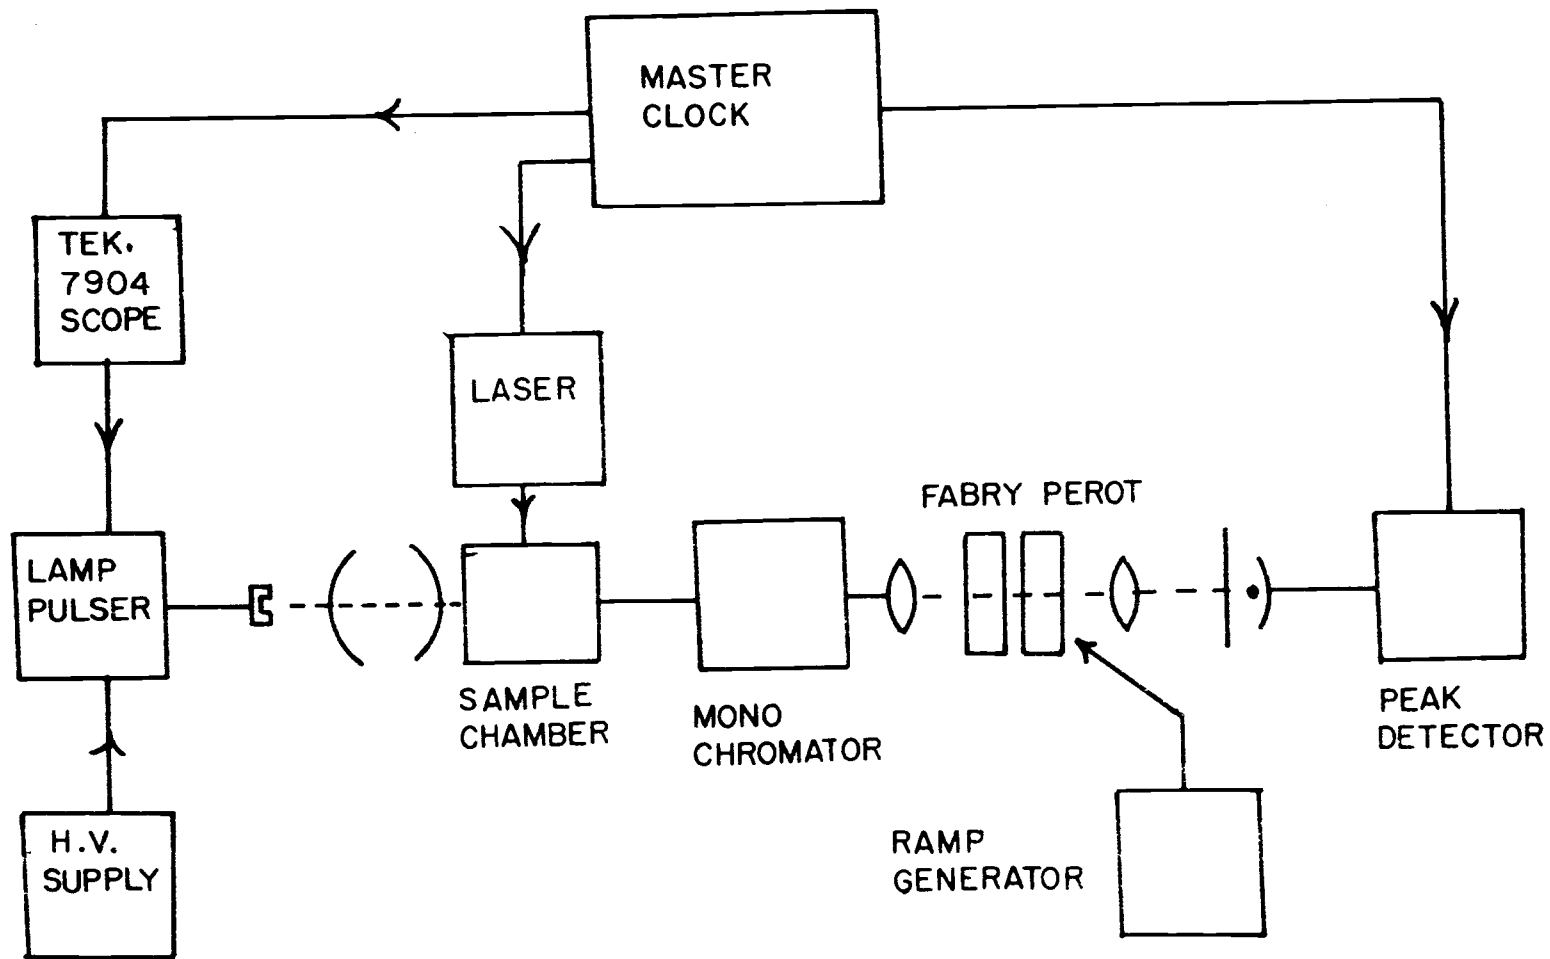 MASTER
CLOCK
TEK.
7904
SCOPE
LASER
FABRY PEROT
LAMP
PULSER
SAMPLE
CHAMBER
MONO
CHROMATOR
PEAK
DETECTOR
H.V.
SUPPLY
RAMP
GENERATOR